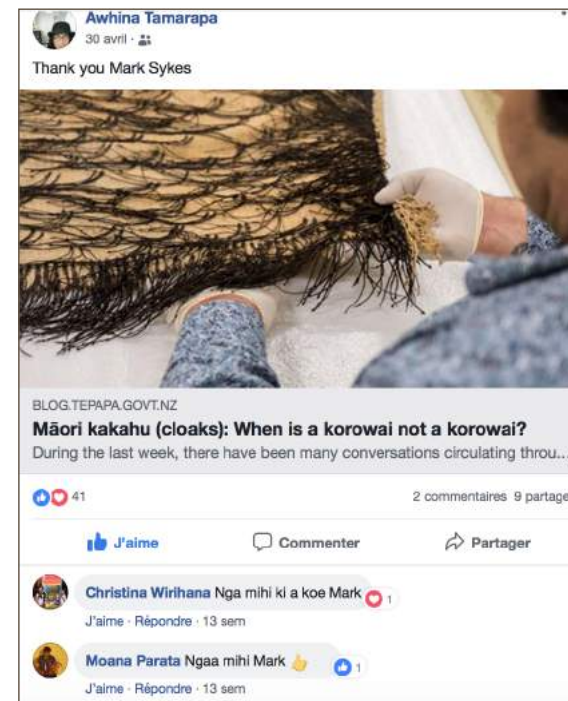 Awhina Tamarapa
30 avril ·
Thank you Mark Sykes
BLOG.TEPAPA.GOVT.NZ
Māori kakahu (cloaks): When is a korowai not a korowai?
During the last week, there have been many conversations circulating throu...
41 2 commentaires 9 partage
J'aime Commenter Partager
Christina Wirihana Nga mihi ki a koe Mark 1
J'aime · Répondre · 13 sem
Moana Parata Ngaa mihi Mark 1
J'aime · Répondre · 13 sem